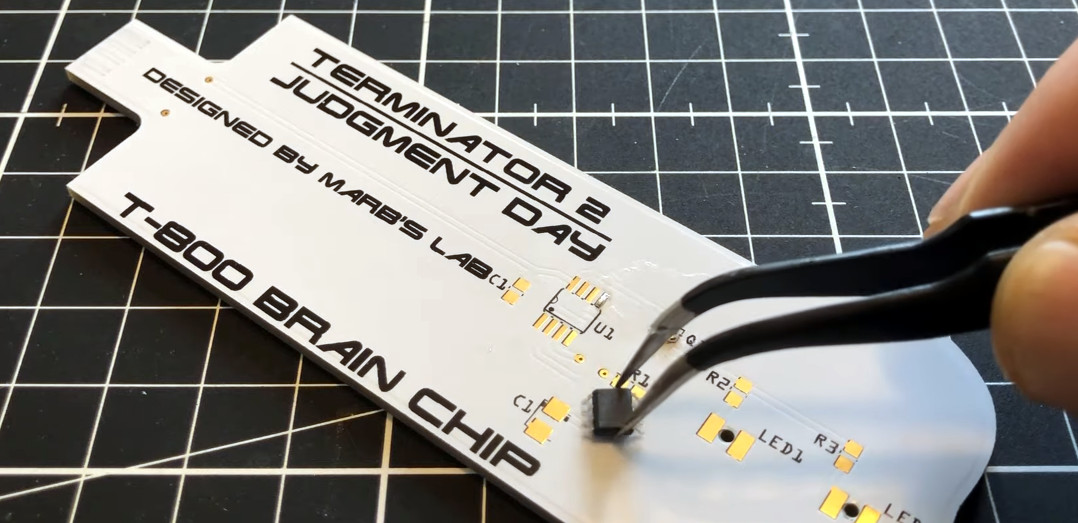 TERMINATOR 2
JUDGMENT DAY
DESIGNED BY MARB'S LAB
T-800 BRAIN CHIP
C1
U1
R1
C1
R2
LED1
R3